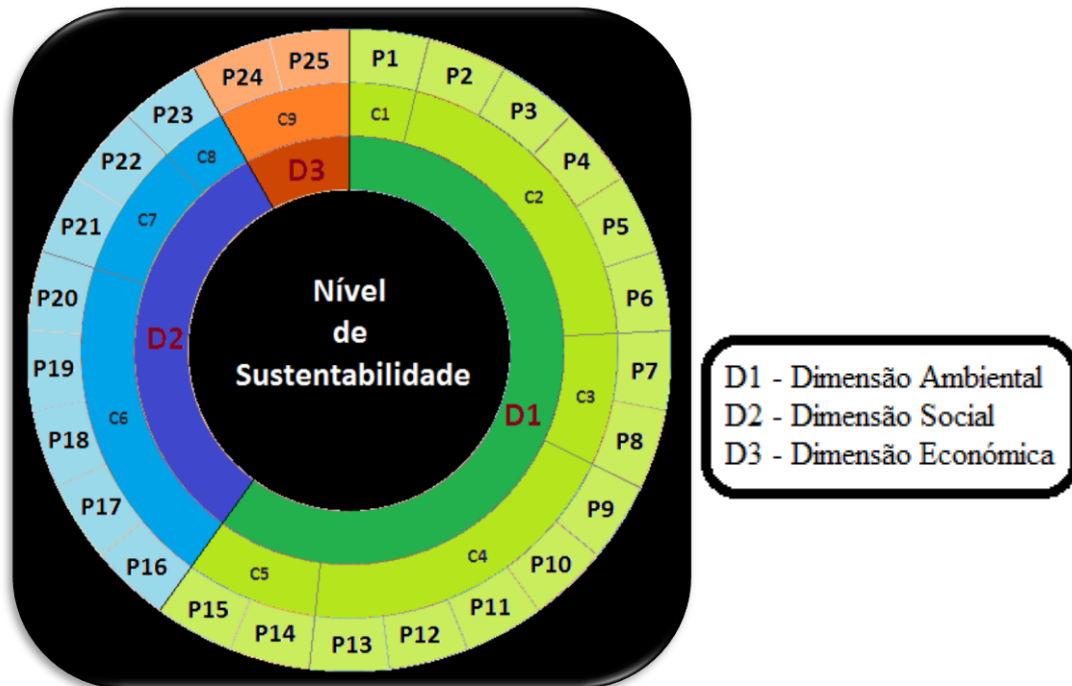 P1
P2
P3
P4
P5
P6
P7
P8
P9
P10
P11
P12
P13
P14
P15
P16
P17
P18
P19
P20
P21
P22
P23
P24
P25
C1
C2
C3
C4
C5
C6
C7
C8
C9
D1
D2
D3
Nível
de
Sustentabilidade
D1 - Dimensão Ambiental
D2 - Dimensão Social
D3 - Dimensão Económica